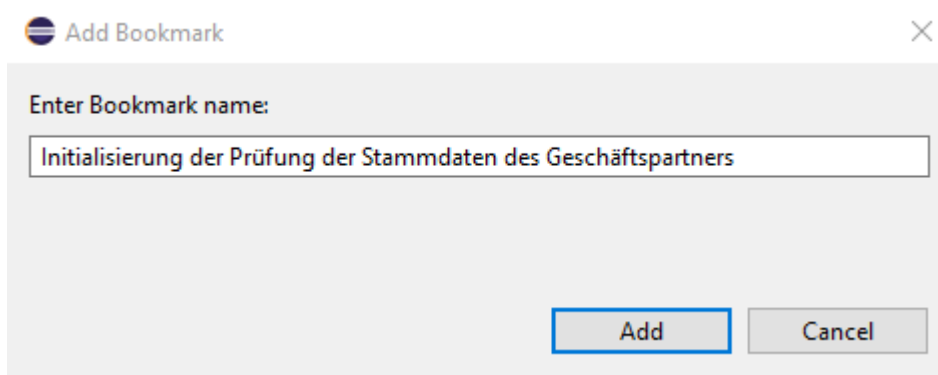 Add Bookmark
Enter Bookmark name:
Initialisierung der Prüfung der Stammdaten des Geschäftspartners
Add Cancel